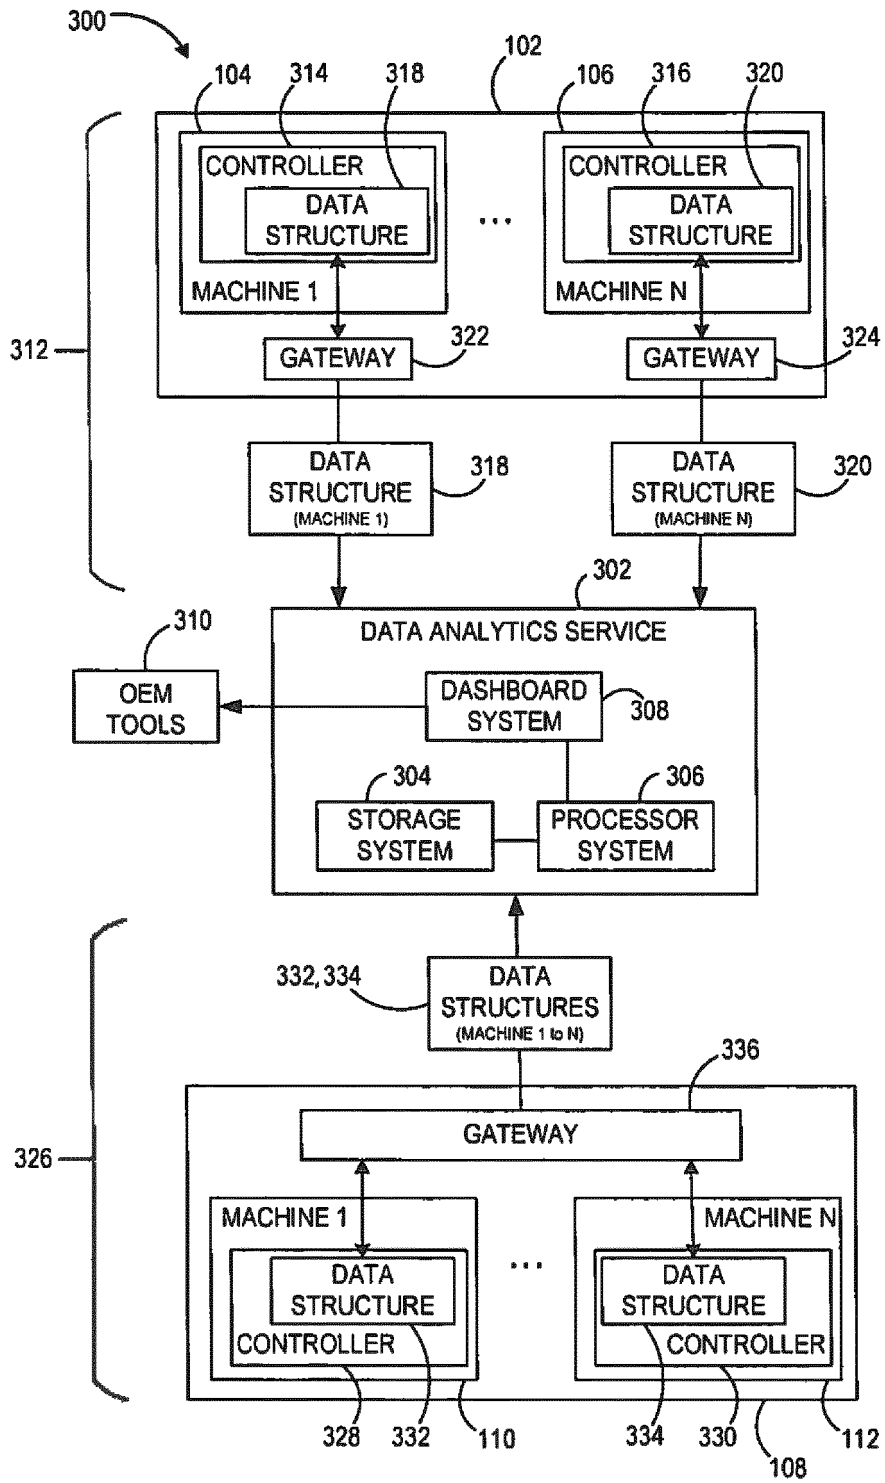 300
102
104
314
318
106
316
320
CONTROLLER
DATA
STRUCTURE
MACHINE 1
...
CONTROLLER
DATA
STRUCTURE
MACHINE N
312
GATEWAY
322
GATEWAY
324
DATA
STRUCTURE
(MACHINE 1)
318
DATA
STRUCTURE
(MACHINE N)
320
302
DATA ANALYTICS SERVICE
310
OEM
TOOLS
DASHBOARD
SYSTEM
308
304
STORAGE
SYSTEM
306
PROCESSOR
SYSTEM
332, 334
DATA
STRUCTURES
(MACHINE 1 to N)
336
GATEWAY
326
MACHINE 1
DATA
STRUCTURE
CONTROLLER
...
MACHINE N
DATA
STRUCTURE
CONTROLLER
328
332
110
334
330
112
108